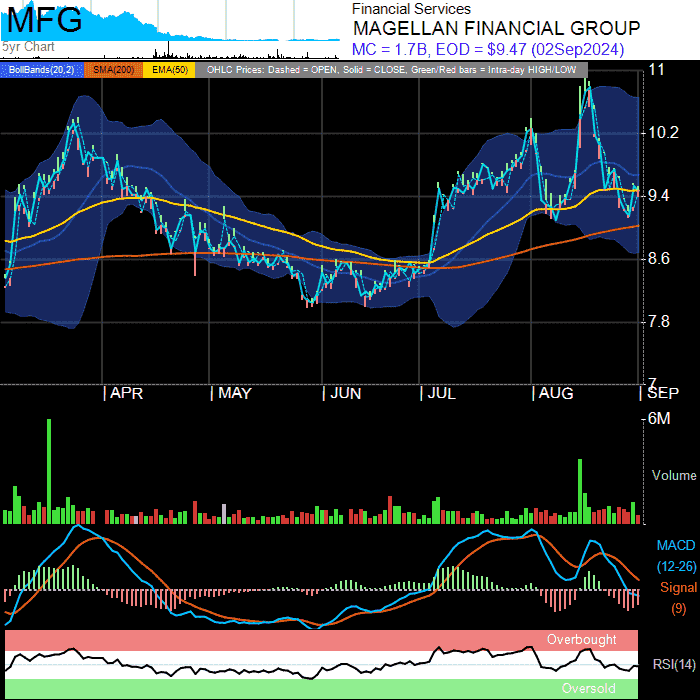 MFG
5yr Chart
Financial Services
MAGELLAN FINANCIAL GROUP
MC = 1.7B, EOD = $9.47 (02Sep2024)
BollBands(20,2) SMA(200) EMA(50) OHLC Prices: Dashed = OPEN, Solid = CLOSE, Green/Red bars = Intra-day HIGH/LOW
11
10.2
9.4
8.6
7.8
7
APR MAY JUN JUL AUG SEP
6M
Volume
MACD
(12-26)
Signal
(9)
Overbought
RSI(14)
Oversold